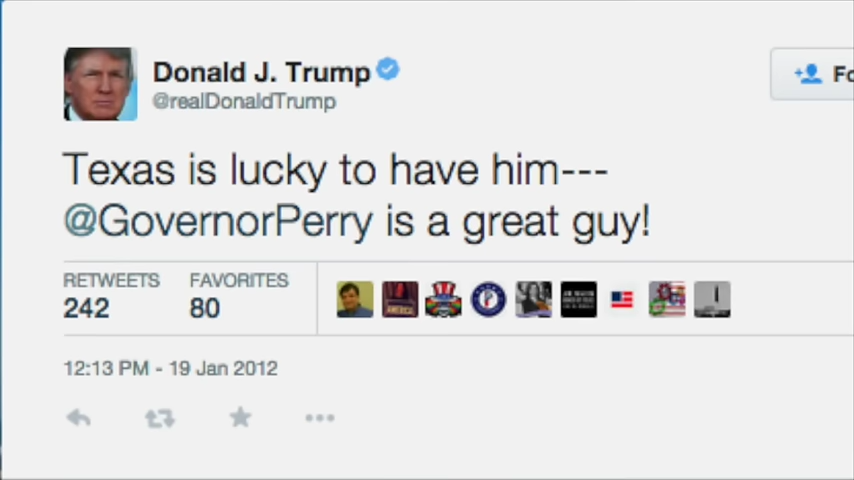 Donald J. Trump
@realDonaldTrump
Texas is lucky to have him---
@GovernorPerry is a great guy!
RETWEETS FAVORITES
242 80
AMERICA
12:13 PM - 19 Jan 2012